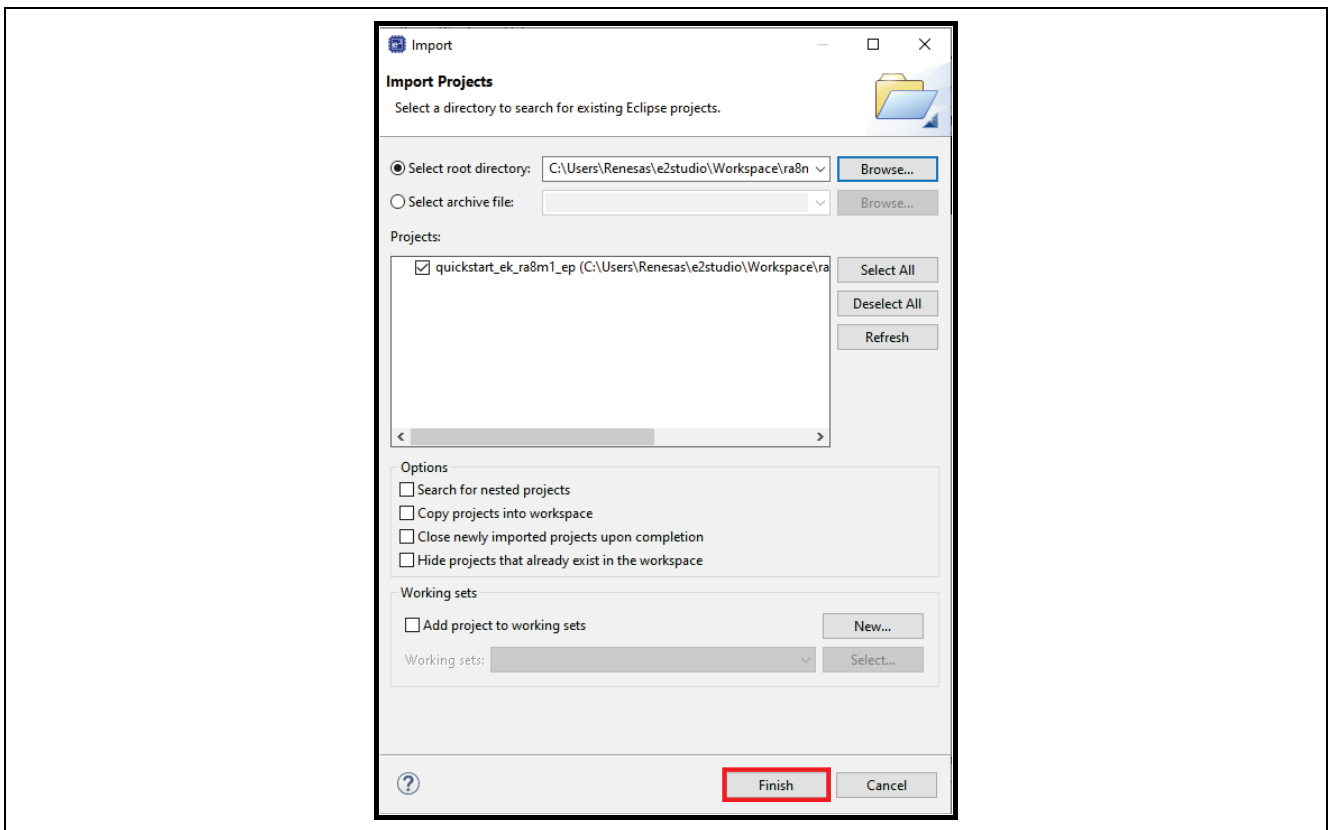 Import
Import Projects
Select a directory to search for existing Eclipse projects.
Select root directory: C:\Users\Renesas\e2studio\Workspace\ra8n Browse...
Select archive file: Browse...
Projects:
quickstart_ek_ra8m1_ep (C:\Users\Renesas\e2studio\Workspace\ra
Select All
Deselect All
Refresh
Options
Search for nested projects
Copy projects into workspace
Close newly imported projects upon completion
Hide projects that already exist in the workspace
Working sets
Add project to working sets New...
Working sets: Select...
? Finish Cancel